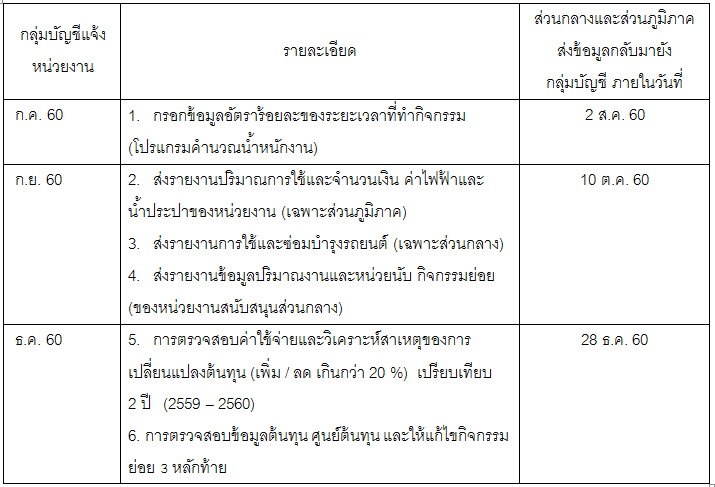 กลุ่มบัญชีแจ้ง
หน่วยงาน
รายละเอียด
ส่วนกลางและส่วนภูมิภาค
ส่งข้อมูลกลับมายัง
กลุ่มบัญชี ภายในวันที่
ก.ค. 60
1. กรอกข้อมูลอัตราร้อยละของระยะเวลาที่ทำกิจกรรม
(โปรแกรมคำนวณน้ำหนักงาน)
2 ส.ค. 60
ก.ย. 60
2. ส่งรายงานปริมาณการใช้และจำนวนเงิน ค่าไฟฟ้าและ
น้ำประปาของหน่วยงาน (เฉพาะส่วนภูมิภาค)
3. ส่งรายงานการใช้และซ่อมบำรุงรถยนต์ (เฉพาะส่วนกลาง)
4. ส่งรายงานข้อมูลปริมาณงานและหน่วยนับ กิจกรรมย่อย
(ของหน่วยงานสนับสนุนส่วนกลาง)
10 ต.ค. 60
ธ.ค. 60
5. การตรวจสอบค่าใช้จ่ายและวิเคราะห์สาเหตุของการ
เปลี่ยนแปลงต้นทุน (เพิ่ม / ลด เกินกว่า 20 %) เปรียบเทียบ
2 ปี (2559 – 2560)
6. การตรวจสอบข้อมูลต้นทุน ศูนย์ต้นทุน และให้แก้ไขกิจกรรม
ย่อย 3 หลักท้าย
28 ธ.ค. 60